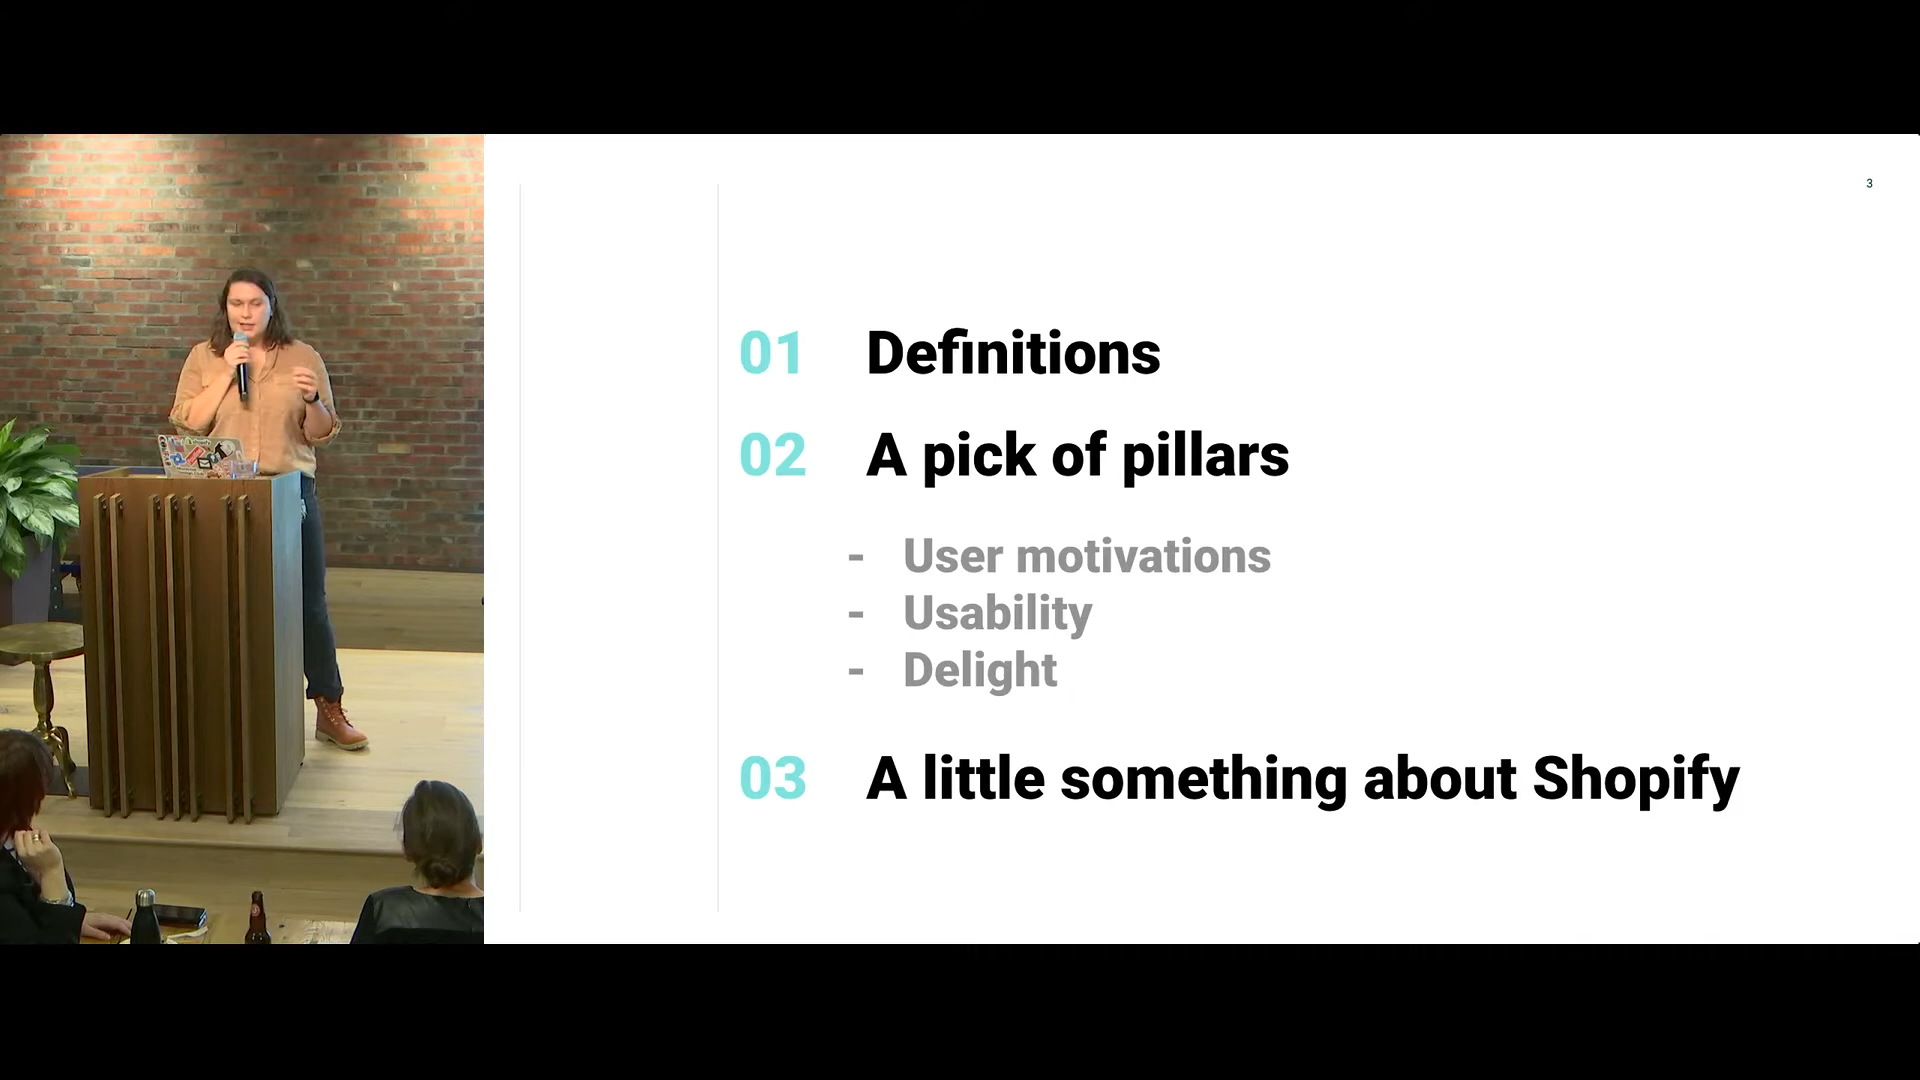 3
01 Definitions
02 A pick of pillars
- User motivations
- Usability
- Delight
03 A little something about Shopify